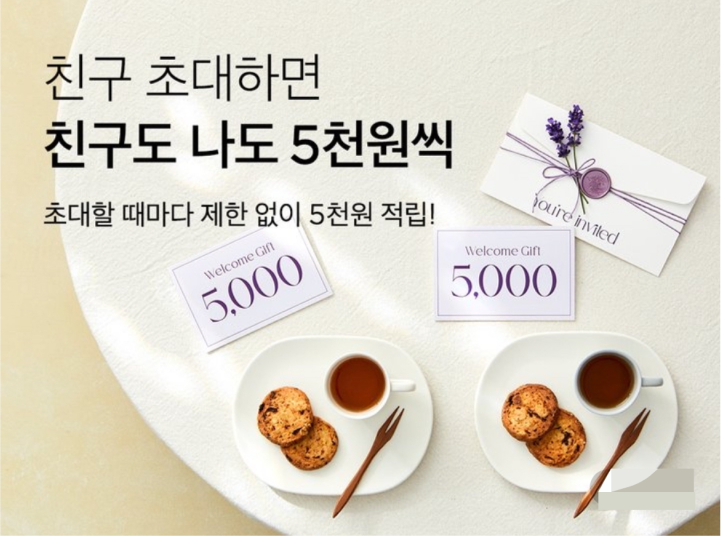 친구 초대하면
친구도 나도 5천원씩
초대할 때마다 제한 없이 5천원 적립!
You're invited
Welcome Gift
5,000
Welcome Gift
5,000